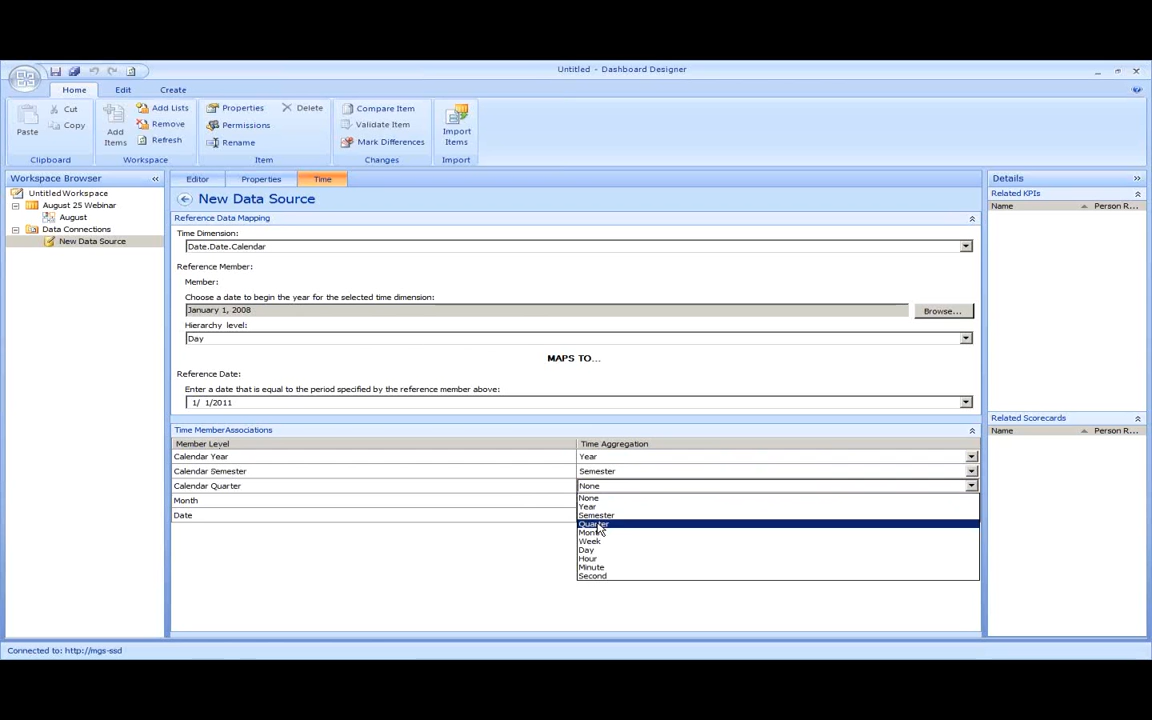 Untitled - Dashboard Designer
Home Edit Create
Paste
Cut
Copy
Clipboard
Add Items
Add Lists
Remove
Refresh
Workspace
Properties
Permissions
Rename
Delete
Item
Compare Item
Validate Item
Mark Differences
Changes
Import Items
Import
Workspace Browser
Untitled Workspace
August 25 Webinar
August
Data Connections
New Data Source
Editor Properties Time
New Data Source
Reference Data Mapping
Time Dimension:
Date.Date.Calendar
Reference Member:
Member:
Choose a date to begin the year for the selected time dimension:
January 1, 2008 Browse...
Hierarchy level:
Day
MAPS TO...
Reference Date:
Enter a date that is equal to the period specified by the reference member above:
1/ 1/2011
Time MemberAssociations
Member Level Time Aggregation
Calendar Year Year
Calendar Semester Semester
Calendar Quarter None
Month
Date
None
Year
Semester
Quarter
Month
Week
Day
Hour
Minute
Second
Details
Related KPIs
Name Person R...
Related Scorecards
Name Person R...
Connected to: http://mgs-ssd